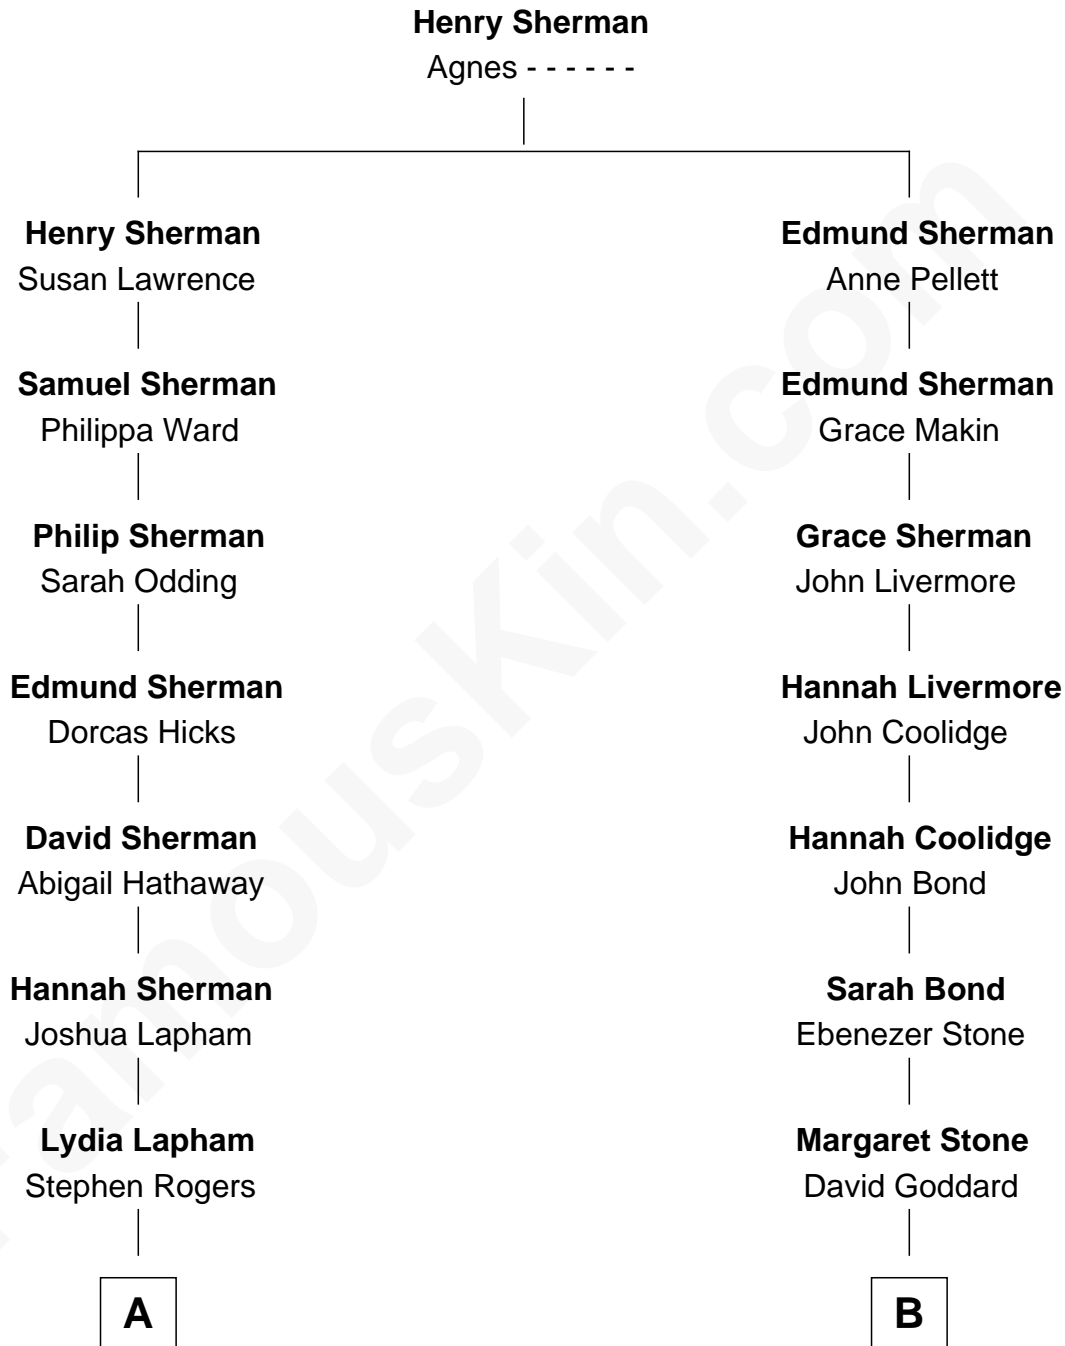 Henry Sherman
Agnes - - - - - -
Henry Sherman
Susan Lawrence
Edmund Sherman
Anne Pellett
Samuel Sherman
Philippa Ward
Edmund Sherman
Grace Makin
Philip Sherman
Sarah Odding
Grace Sherman
John Livermore
Edmund Sherman
Dorcas Hicks
Hannah Livermore
John Coolidge
David Sherman
Abigail Hathaway
Hannah Coolidge
John Bond
Hannah Sherman
Joshua Lapham
Sarah Bond
Ebenezer Stone
Lydia Lapham
Stephen Rogers
Margaret Stone
David Goddard
A
B
FamousKin.com